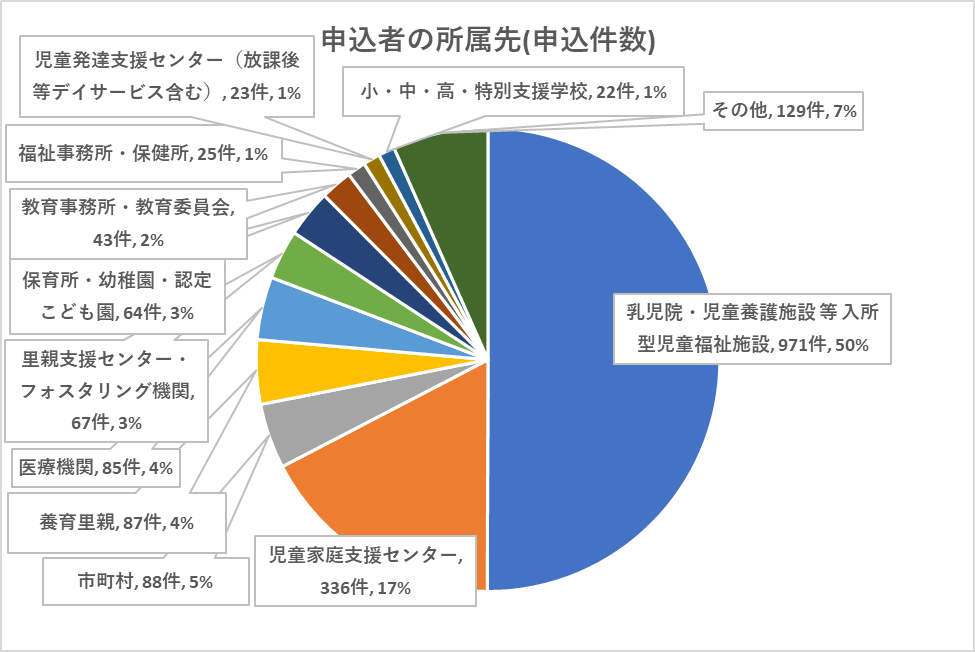 申込者の所属先(申込件数)
児童発達支援センター（放課後
等デイサービス含む）, 23件, 1%
小・中・高・特別支援学校, 22件, 1%
その他, 129件, 7%
福祉事務所・保健所, 25件, 1%
教育事務所・教育委員会,
43件, 2%
保育所・幼稚園・認定
こども園, 64件, 3%
乳児院・児童養護施設 等 入所
型児童福祉施設, 971件, 50%
里親支援センター・
フォスタリング機関,
67件, 3%
医療機関, 85件, 4%
養育里親, 87件, 4%
市町村, 88件, 5%
児童家庭支援センター,
336件, 17%